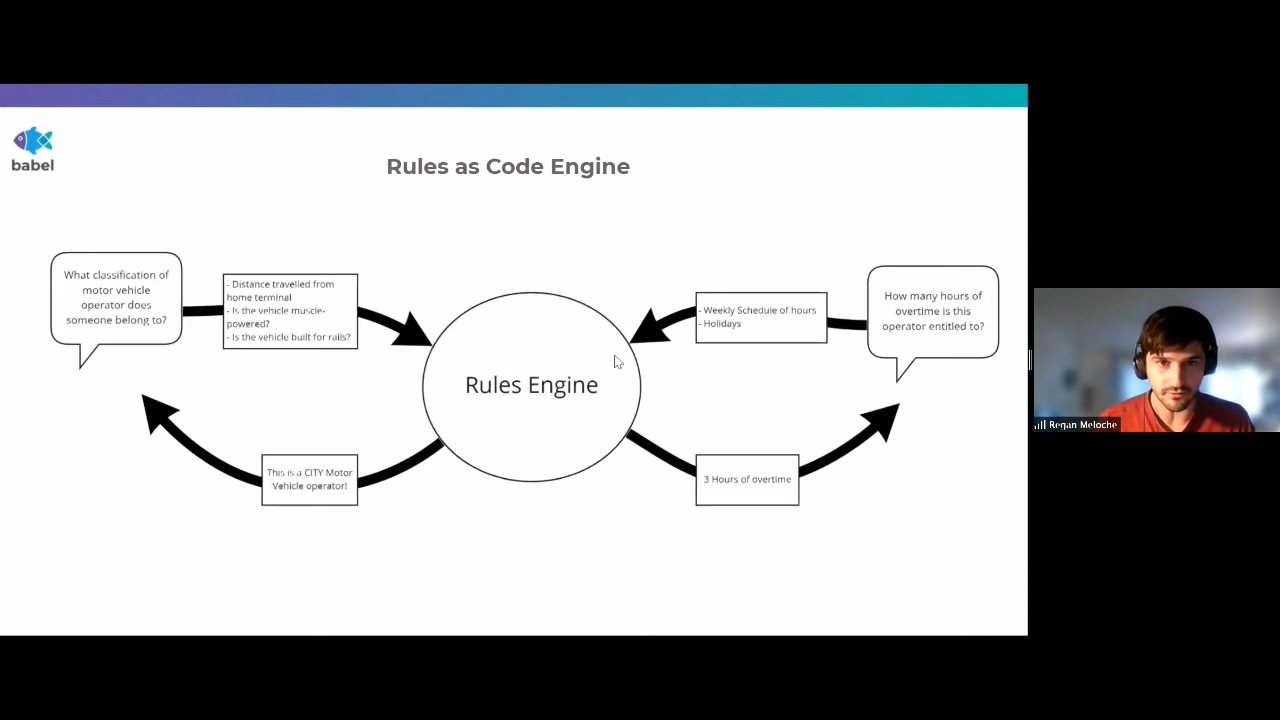 babel
Rules as Code Engine
What classification of
motor vehicle
operator does
someone belong to?
- Distance travelled from
home terminal
- Is the vehicle muscle-
powered?
- Is the vehicle built for rails?
Rules Engine
- Weekly Schedule of hours
- Holidays
How many hours of
overtime is this
operator entitled to?
This is a CITY Motor
Vehicle operator!
3 Hours of overtime
Regan Meloche